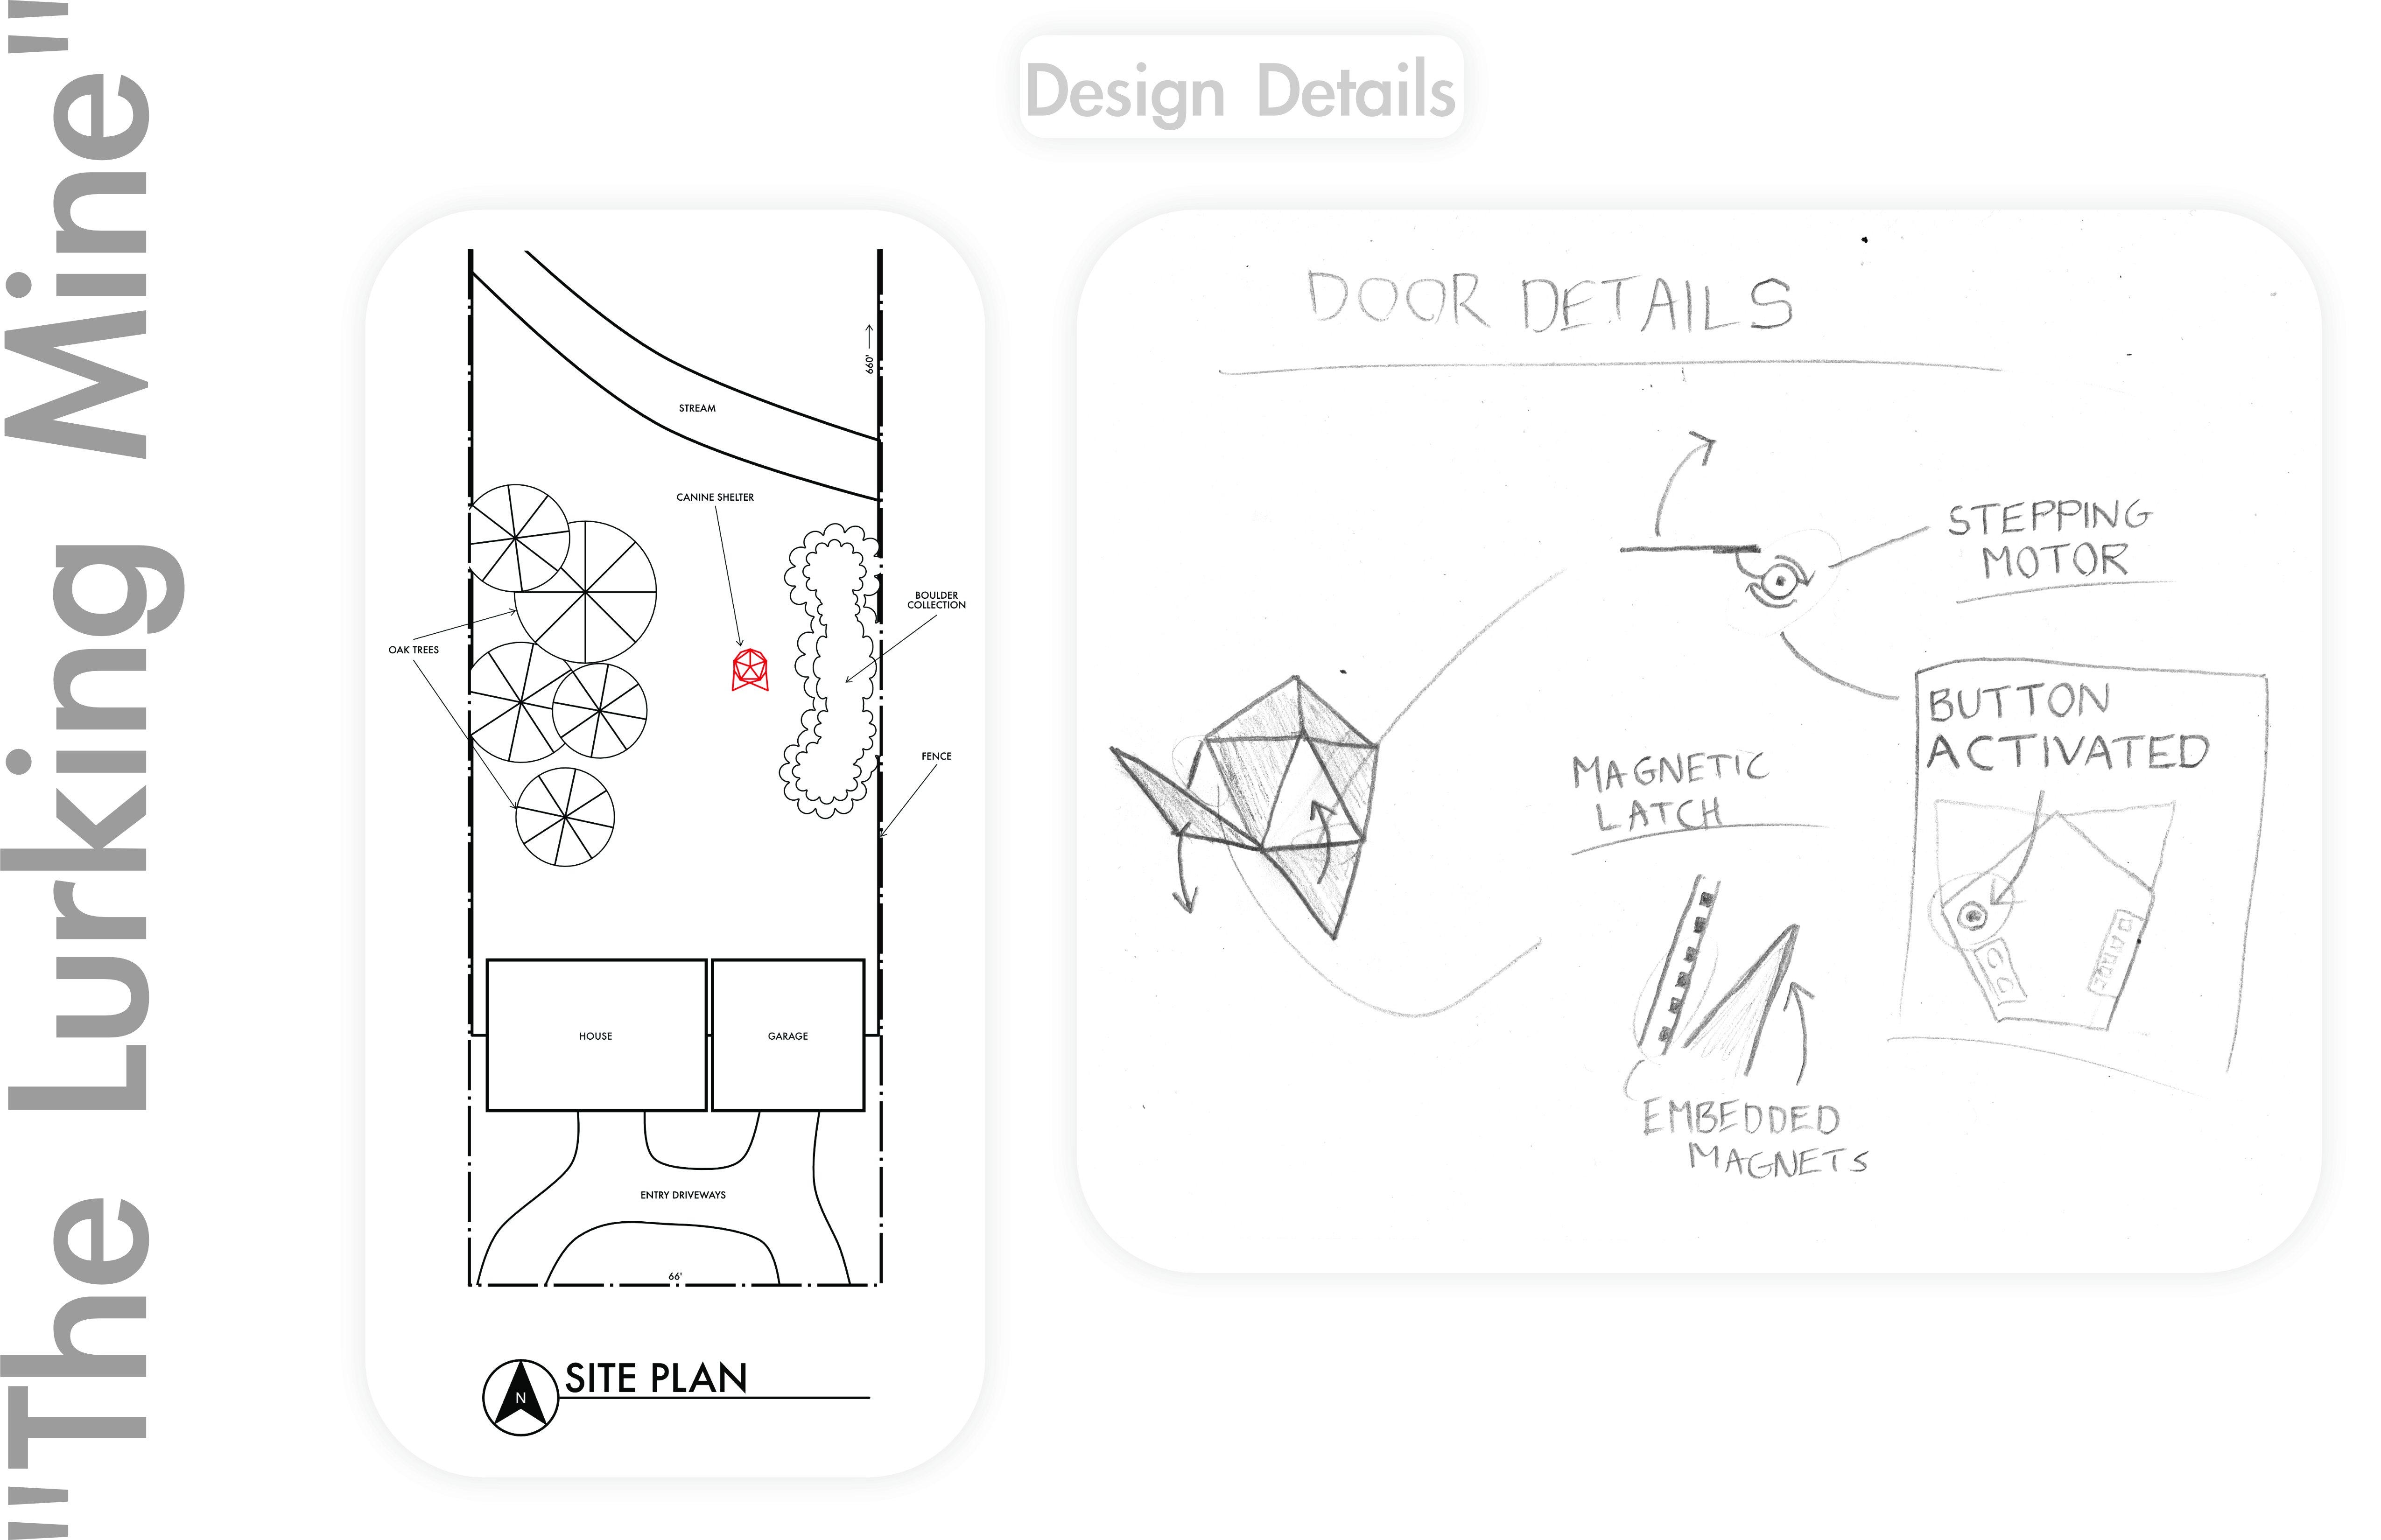 "The Lurking Mine"
Design Details
660'
STREAM
CANINE SHELTER
BOULDER
COLLECTION
OAK TREES
FENCE
HOUSE
GARAGE
ENTRY DRIVEWAYS
66'
N
SITE PLAN
DOOR DETAILS
STEPPING
MOTOR
BUTTON
ACTIVATED
MAGNETIC
LATCH
EMBEDDED
MAGNETS